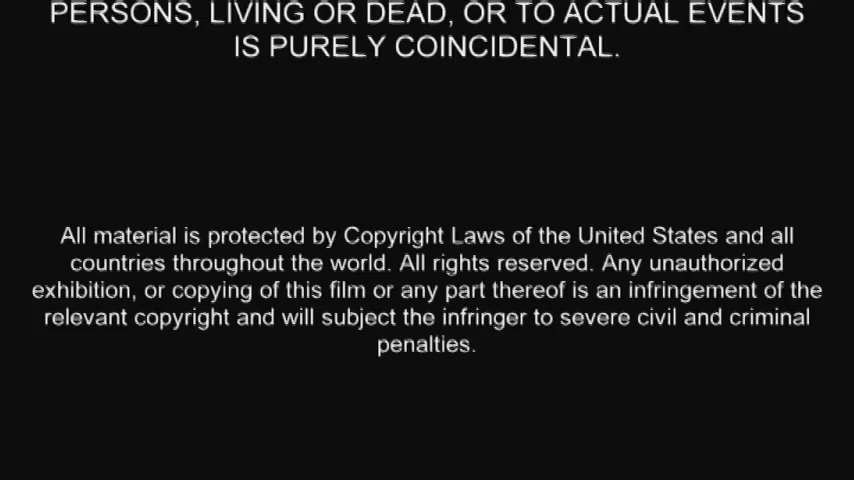 PERSONS, LIVING OR DEAD, OR TO ACTUAL EVENTS
IS PURELY COINCIDENTAL.
All material is protected by Copyright Laws of the United States and all
countries throughout the world. All rights reserved. Any unauthorized
exhibition, or copying of this film or any part thereof is an infringement of the
relevant copyright and will subject the infringer to severe civil and criminal
penalties.